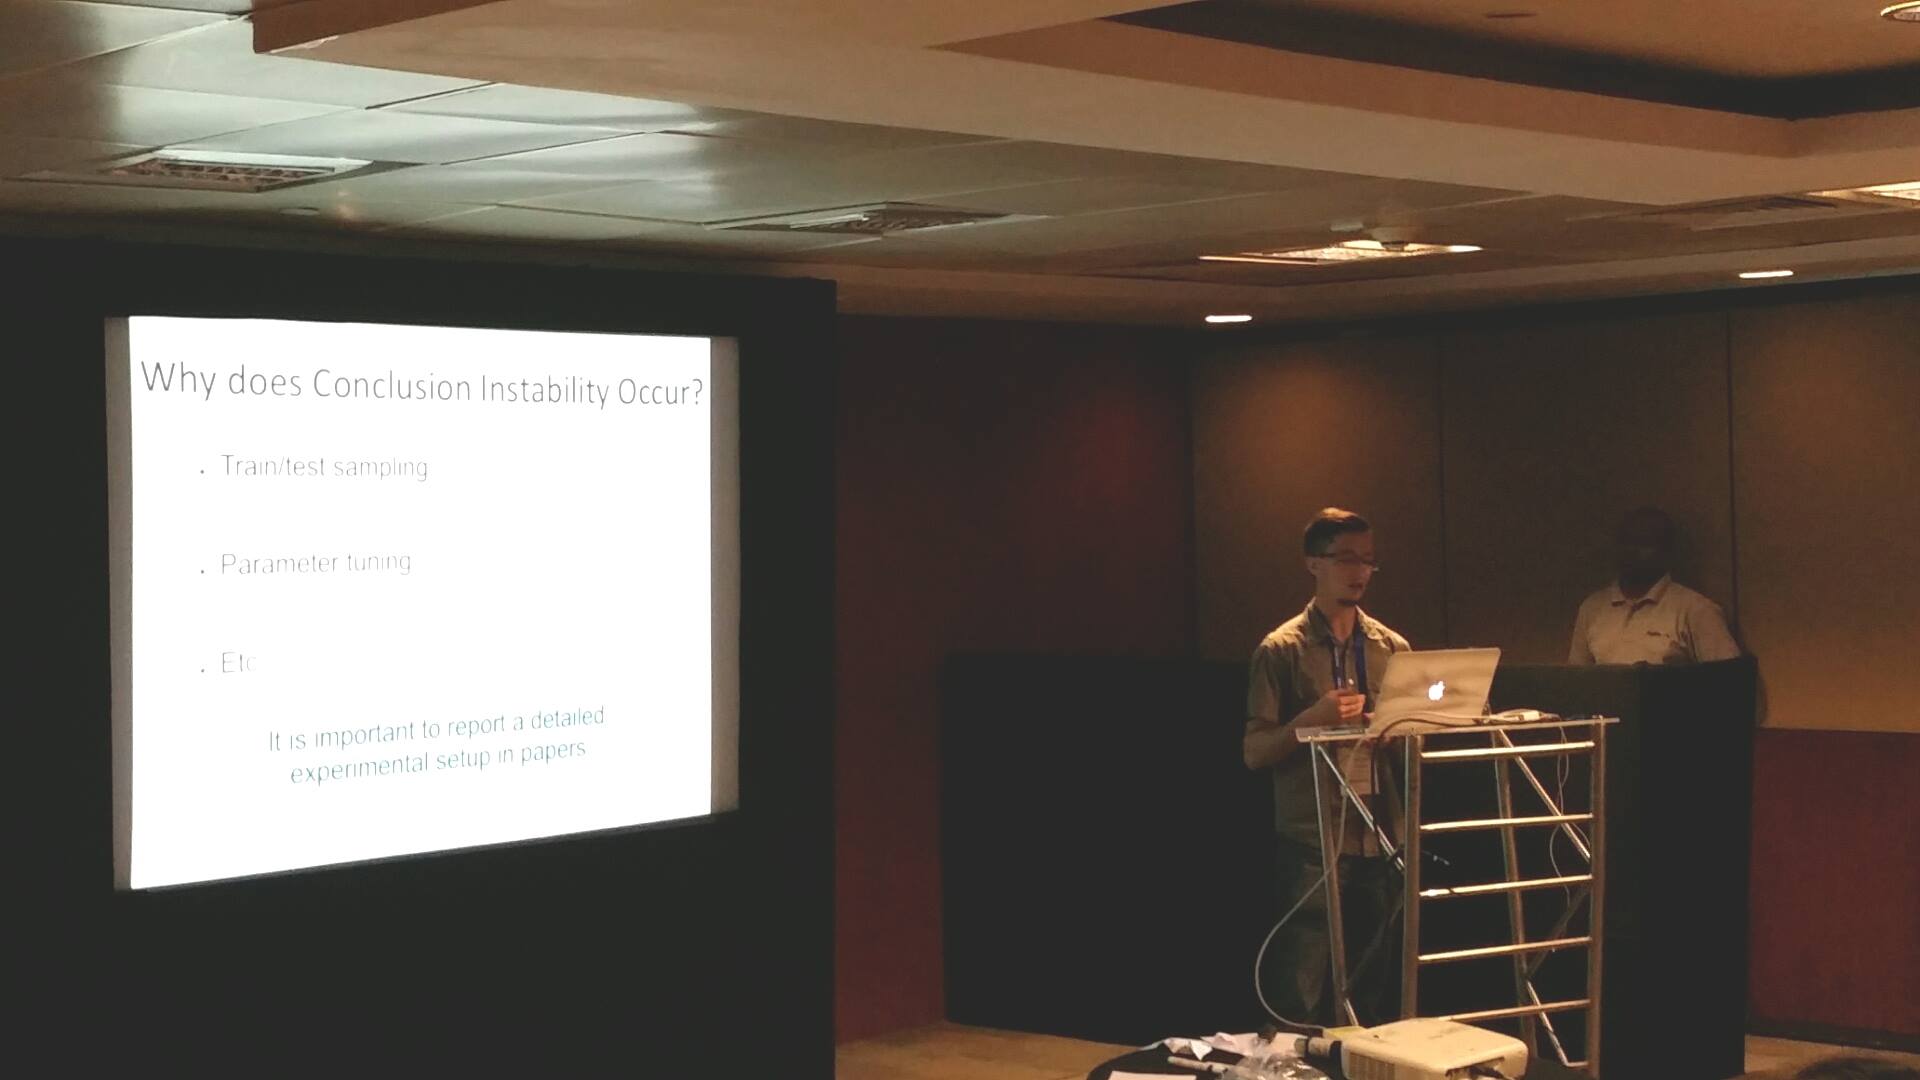 Why does Conclusion Instability Occur?
. Train/test sampling
. Parameter tuning
. Etc
It is important to report a detailed
experimental setup in papers